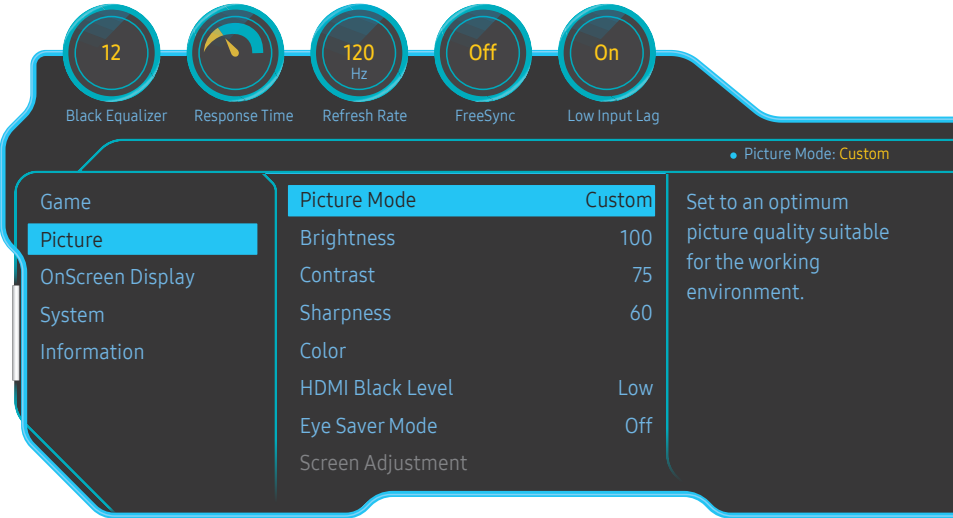 12
120
Hz
Off
On
Black Equalizer
Response Time
Refresh Rate
FreeSync
Low Input Lag
Picture Mode: Custom
Game
Picture
OnScreen Display
System
Information
Picture Mode Custom
Brightness 100
Contrast 75
Sharpness 60
Color
HDMI Black Level Low
Eye Saver Mode Off
Screen Adjustment
Set to an optimum
picture quality suitable
for the working
environment.